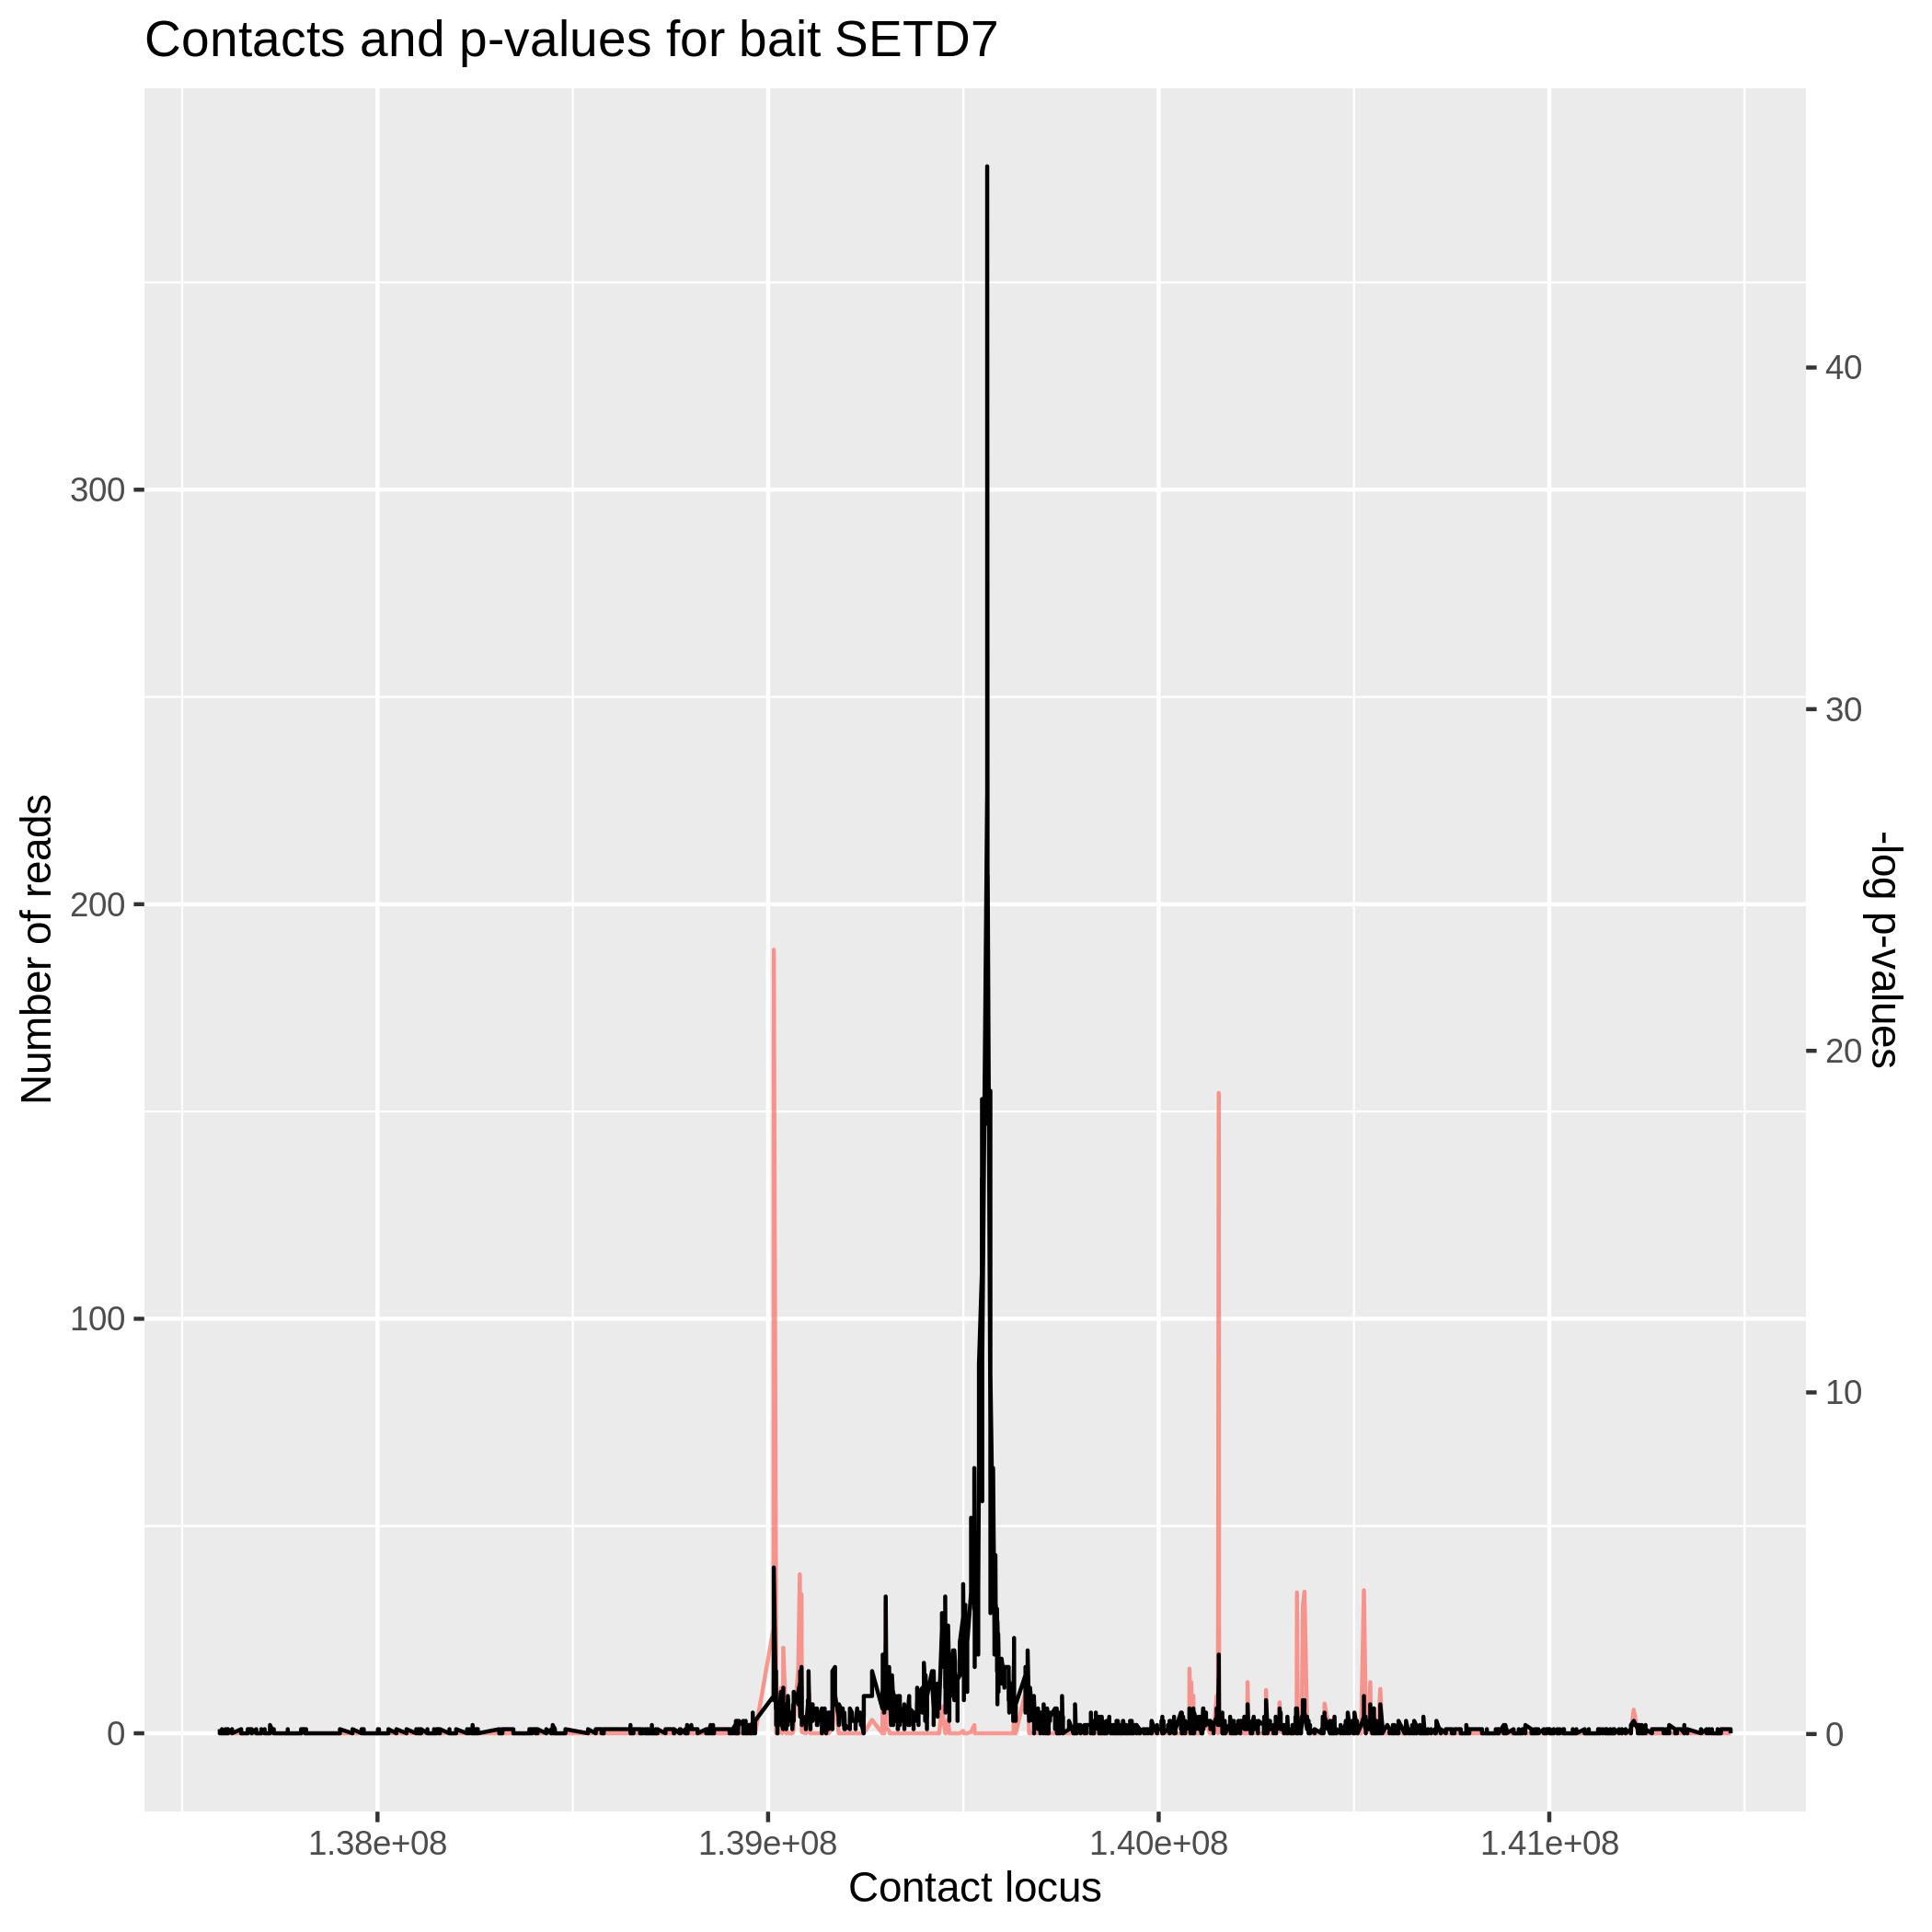 Contacts and p-values for bait SETD7
Number of reads
300
200
100
0
40
30
20
10
0
-log p-values
1.38e+08
1.39e+08
1.40e+08
1.41e+08
Contact locus